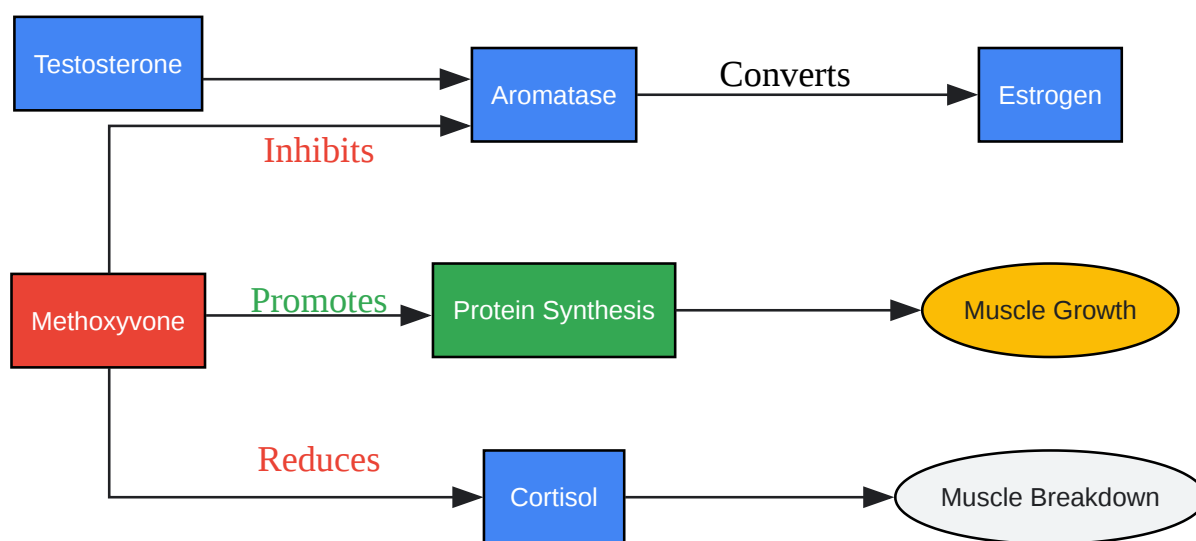 Testosterone
Aromatase
Converts
Estrogen
Inhibits
Methoxyvone
Promotes
Protein Synthesis
Muscle Growth
Reduces
Cortisol
Muscle Breakdown